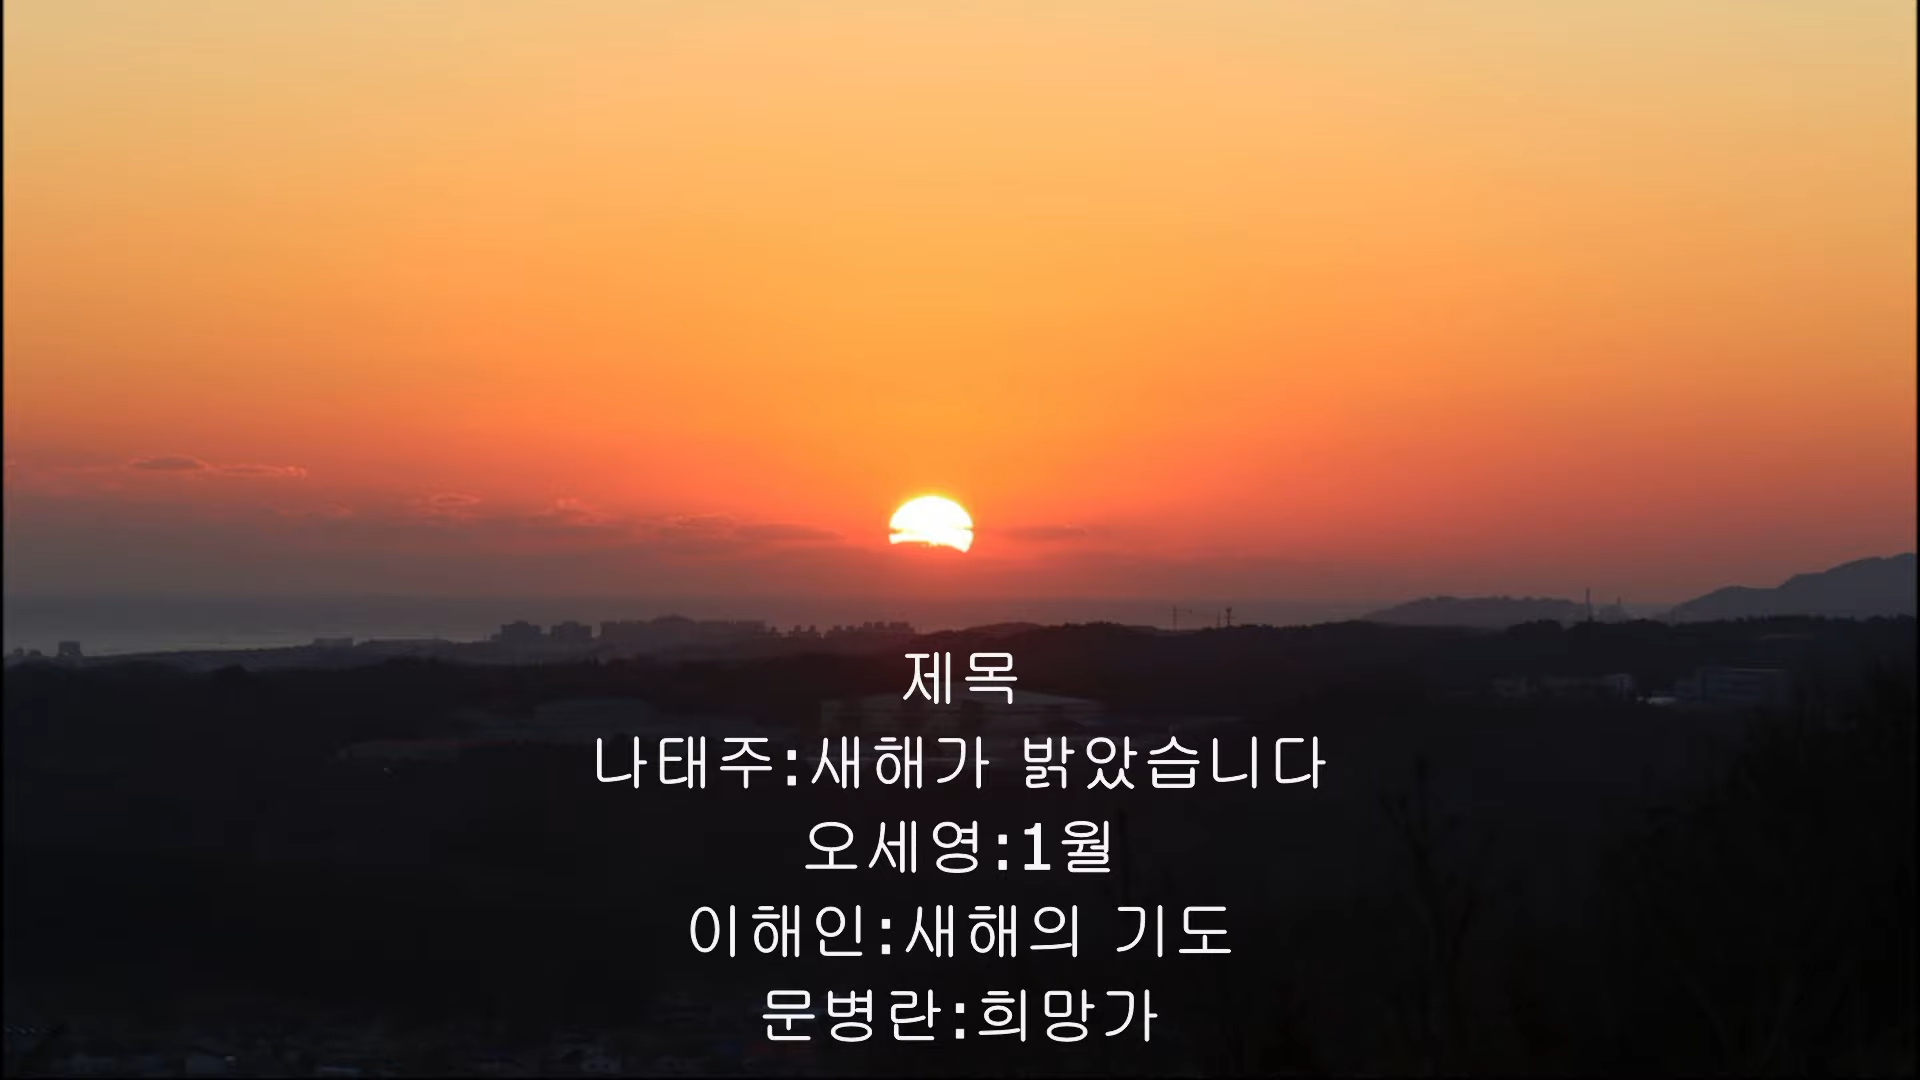 제목
나태주:새해가 밝았습니다
오세영:1월
이해인:새해의 기도
문병란:희망가